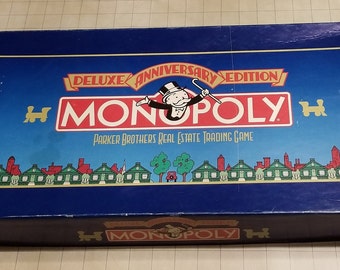 DELUXE ANNIVERSARY EDITION
MONOPOLY
PARKER BROTHERS REAL ESTATE TRADING GAME
MONOPOLY